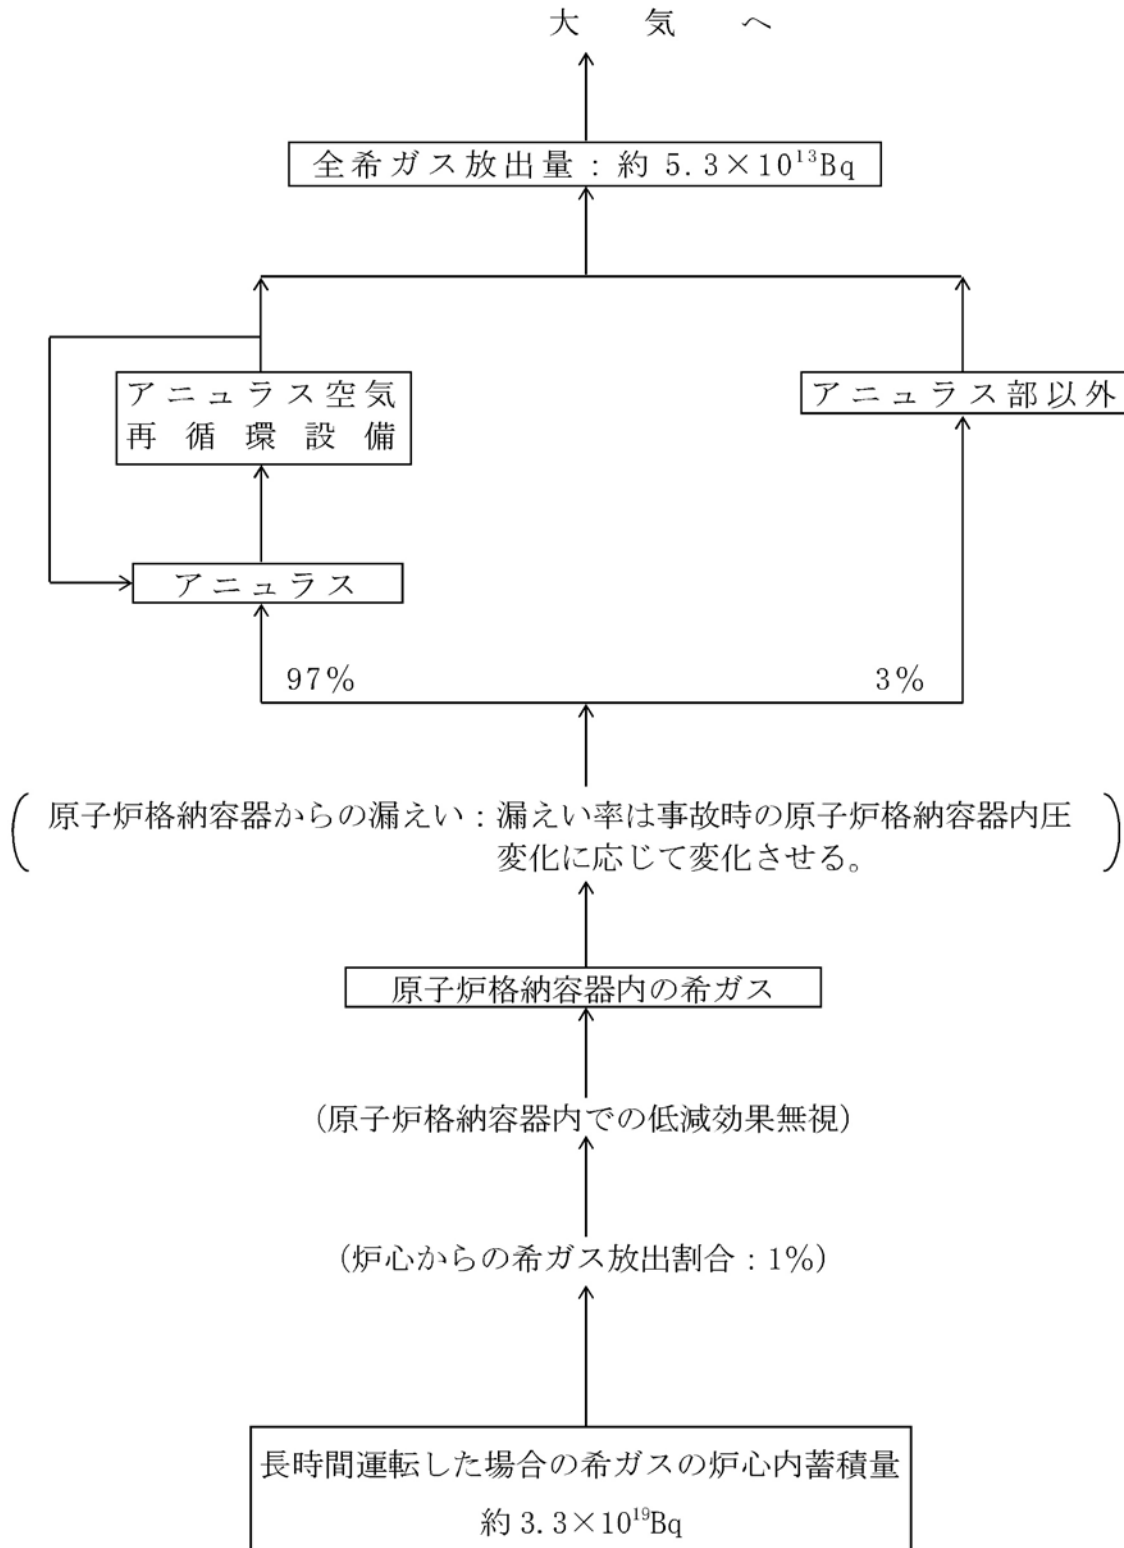 大気へ
全希ガス放出量：約 5.3×10¹³Bq
アニュラス空気
再循環設備
アニュラス部以外
アニュラス
97％
3％
原子炉格納容器からの漏えい：漏えい率は事故時の原子炉格納容器内圧
変化に応じて変化させる。
原子炉格納容器内の希ガス
(原子炉格納容器内での低減効果無視)
(炉心からの希ガス放出割合：1％)
長時間運転した場合の希ガスの炉心内蓄積量
約 3.3×10¹⁹Bq